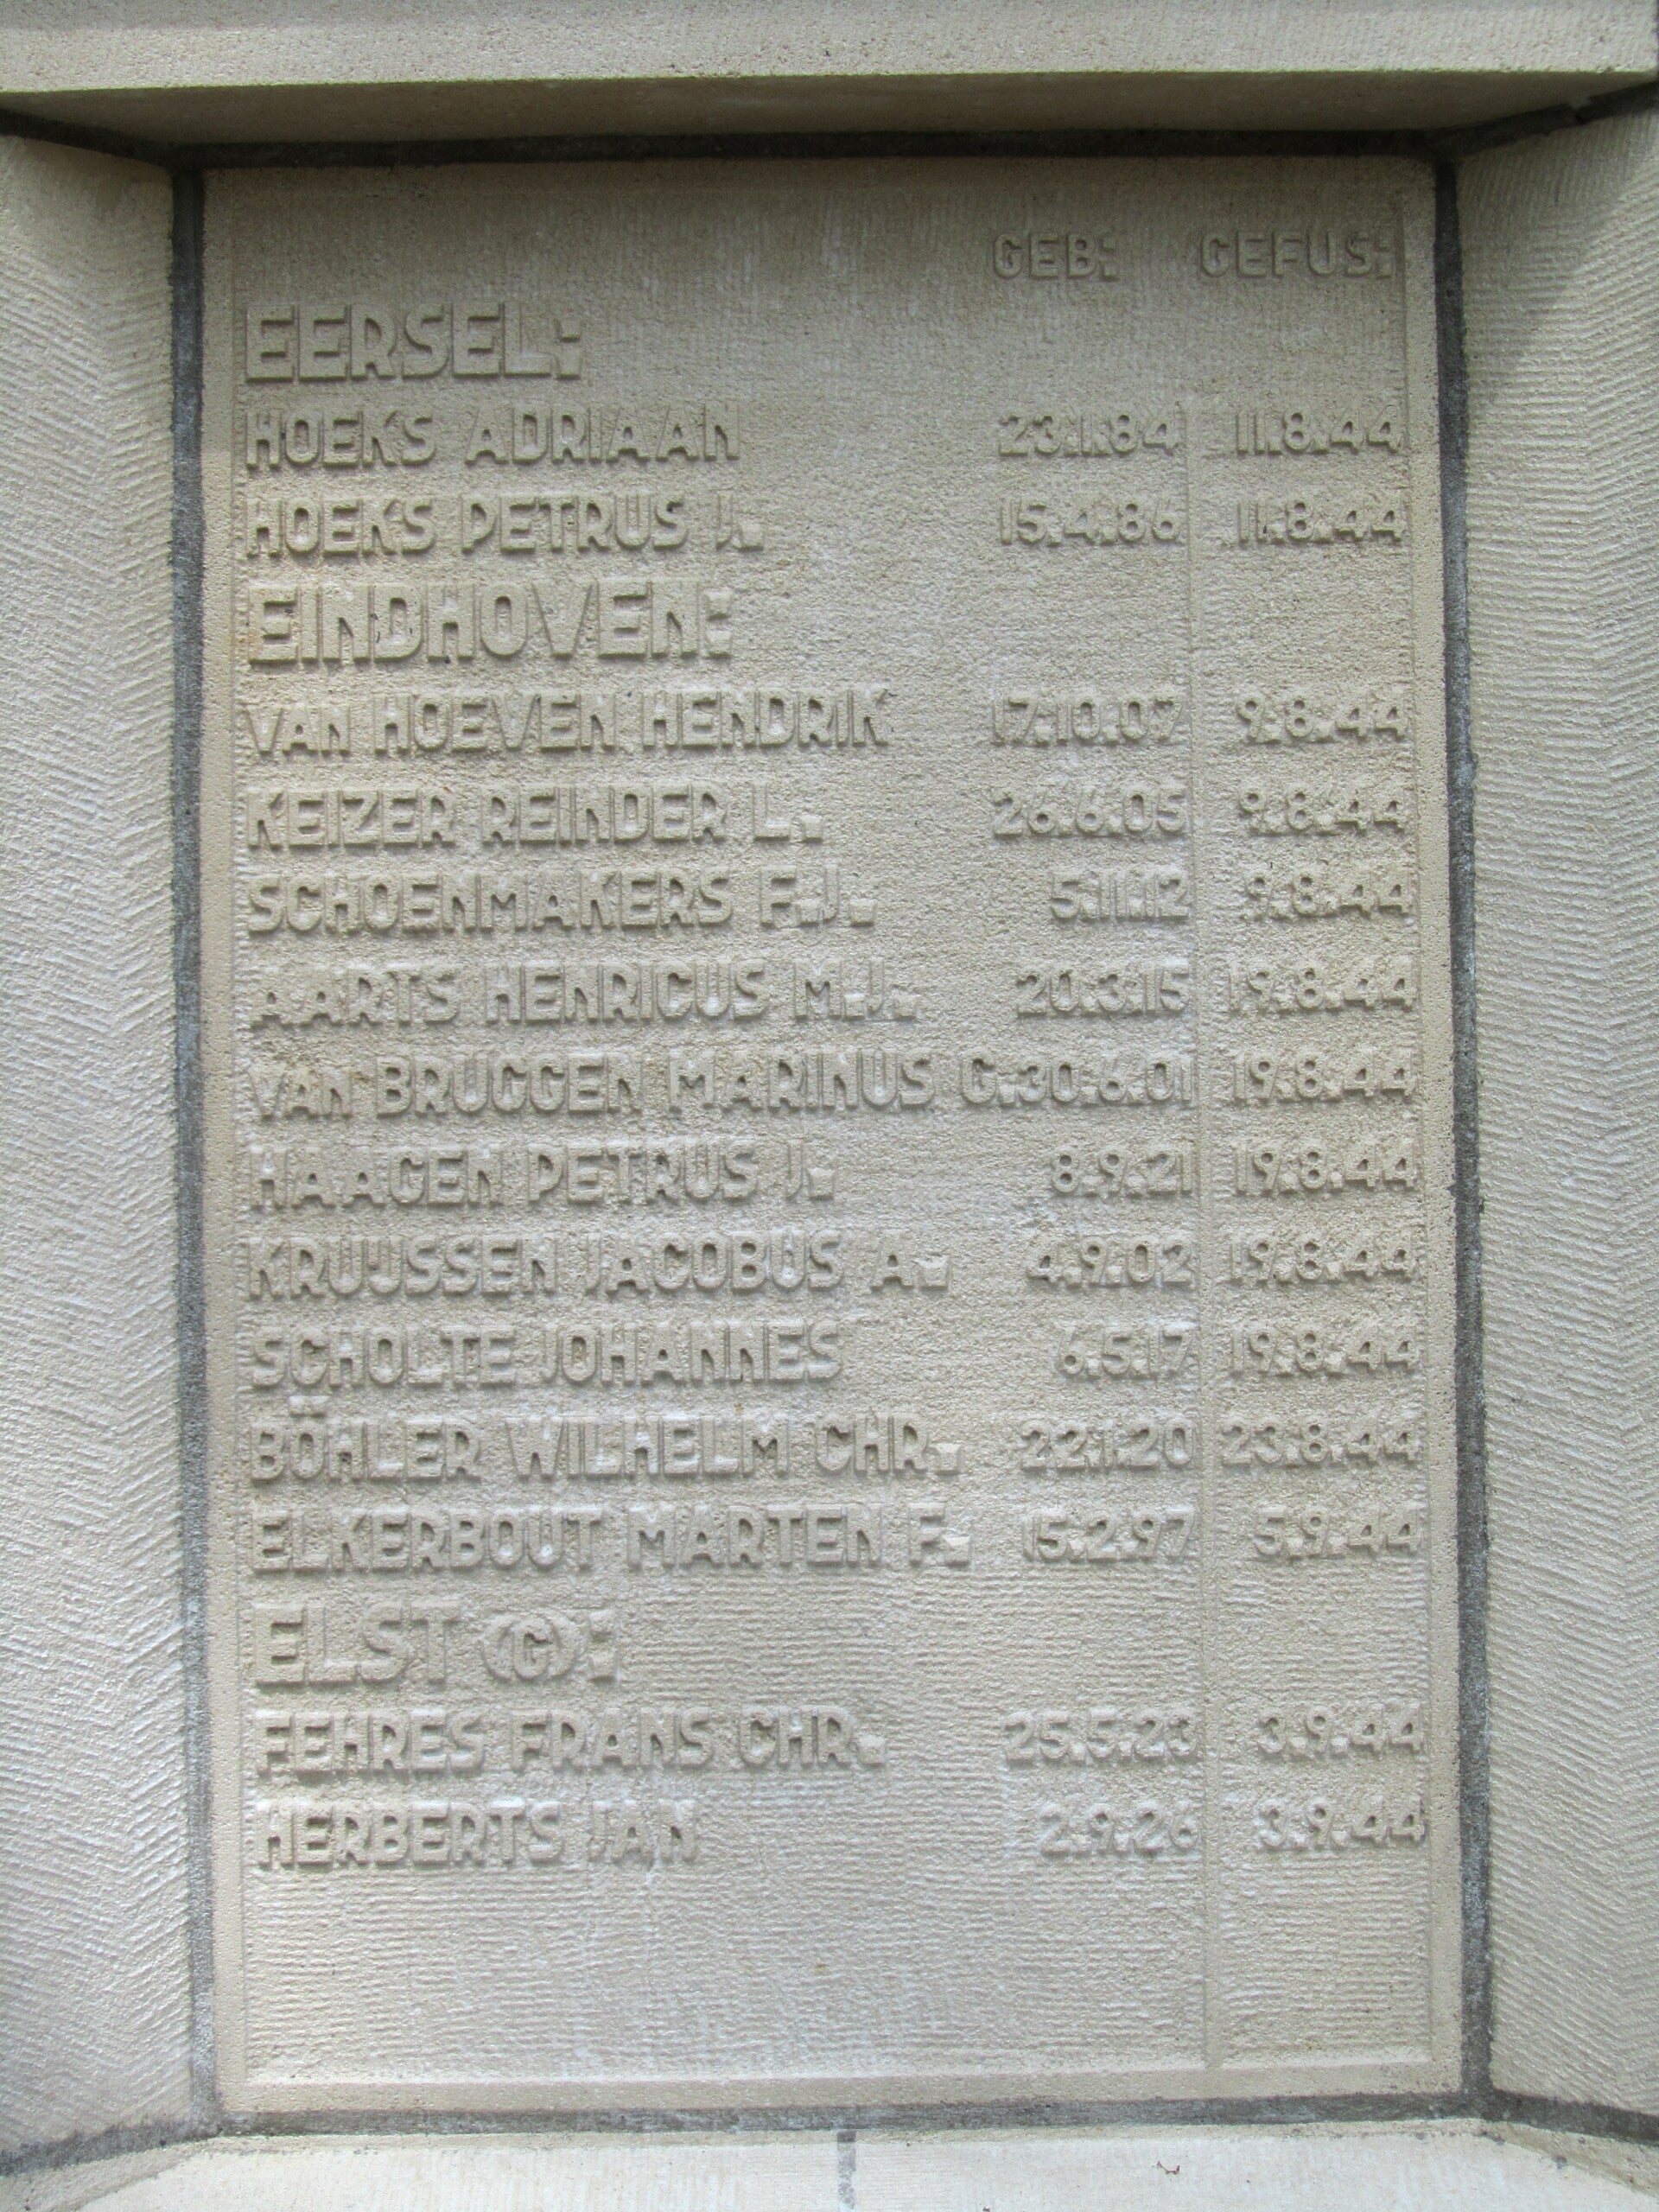 GEB: GEFUS:
EERSEL:
HOEKS ADRIAAN 23.1.84 11.8.44
HOEKS PETRUS J. 15.4.86 11.8.44
EINDHOVEN:
VAN HOEVEN HENDRIK 17.10.07 9.8.44
KEIZER REINDER L. 26.6.05 9.8.44
SCHOENMAKERS F.J. 5.11.12 9.8.44
AARTS HENRICUS M.J. 20.3.15 19.8.44
VAN BRUGGEN MARINUS G. 30.6.01 19.8.44
HAAGEN PETRUS J. 8.9.21 19.8.44
KRUIJSSEN JACOBUS A. 4.9.02 19.8.44
SCHOLTE JOHANNES 6.5.17 19.8.44
BÖHLER WILHELM CHR. 22.1.20 23.8.44
ELKERBOUT MARTEN F. 15.2.97 5.9.44
ELST (G):
FEHRES FRANS CHR. 25.5.23 3.9.44
HERBERTS JAN 2.9.26 3.9.44